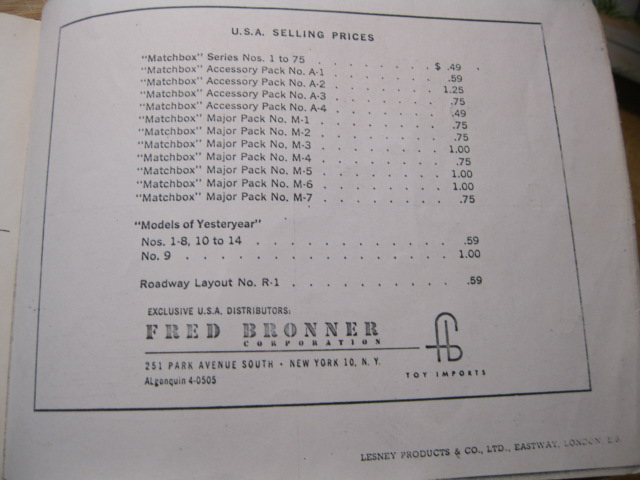 U.S.A. SELLING PRICES
"Matchbox" Series Nos. 1 to 75 . . . . . . . . $ .49
"Matchbox" Accessory Pack No. A-1 . . . . . . . . .59
"Matchbox" Accessory Pack No. A-2 . . . . . . . . 1.25
"Matchbox" Accessory Pack No. A-3 . . . . . . . . .75
"Matchbox" Accessory Pack No. A-4 . . . . . . . . .49
"Matchbox" Major Pack No. M-1 . . . . . . . . .75
"Matchbox" Major Pack No. M-2 . . . . . . . . .75
"Matchbox" Major Pack No. M-3 . . . . . . . . 1.00
"Matchbox" Major Pack No. M-4 . . . . . . . . .75
"Matchbox" Major Pack No. M-5 . . . . . . . . 1.00
"Matchbox" Major Pack No. M-6 . . . . . . . . 1.00
"Matchbox" Major Pack No. M-7 . . . . . . . . .75
"Models of Yesteryear"
Nos. 1-8, 10 to 14 . . . . . . . . . . .59
No. 9 . . . . . . . . . . . . . . 1.00
Roadway Layout No. R-1 . . . . . . . . . .59
EXCLUSIVE U.S.A. DISTRIBUTORS:
FRED BRONNER
CORPORATION
251 PARK AVENUE SOUTH • NEW YORK 10, N. Y.
ALgonquin 4-0505
TOY IMPORTS
LESNEY PRODUCTS & CO., LTD., EASTWAY, LONDON,